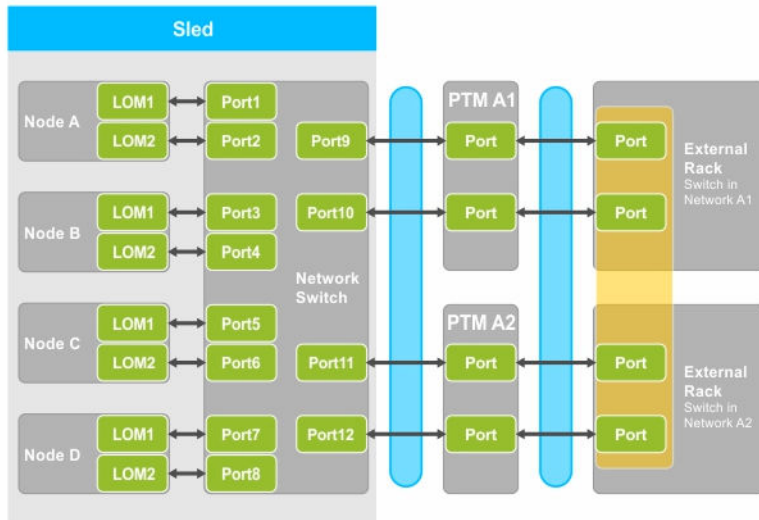 Sled
Node A
LOM1
LOM2
Port1
Port2
Node B
LOM1
LOM2
Port3
Port4
Node C
LOM1
LOM2
Port5
Port6
Node D
LOM1
LOM2
Port7
Port8
Port9
Port10
Network
Switch
Port11
Port12
PTM A1
Port
Port
PTM A2
Port
Port
Port
Port
External
Rack
Switch in
Network A1
Port
Port
External
Rack
Switch in
Network A2